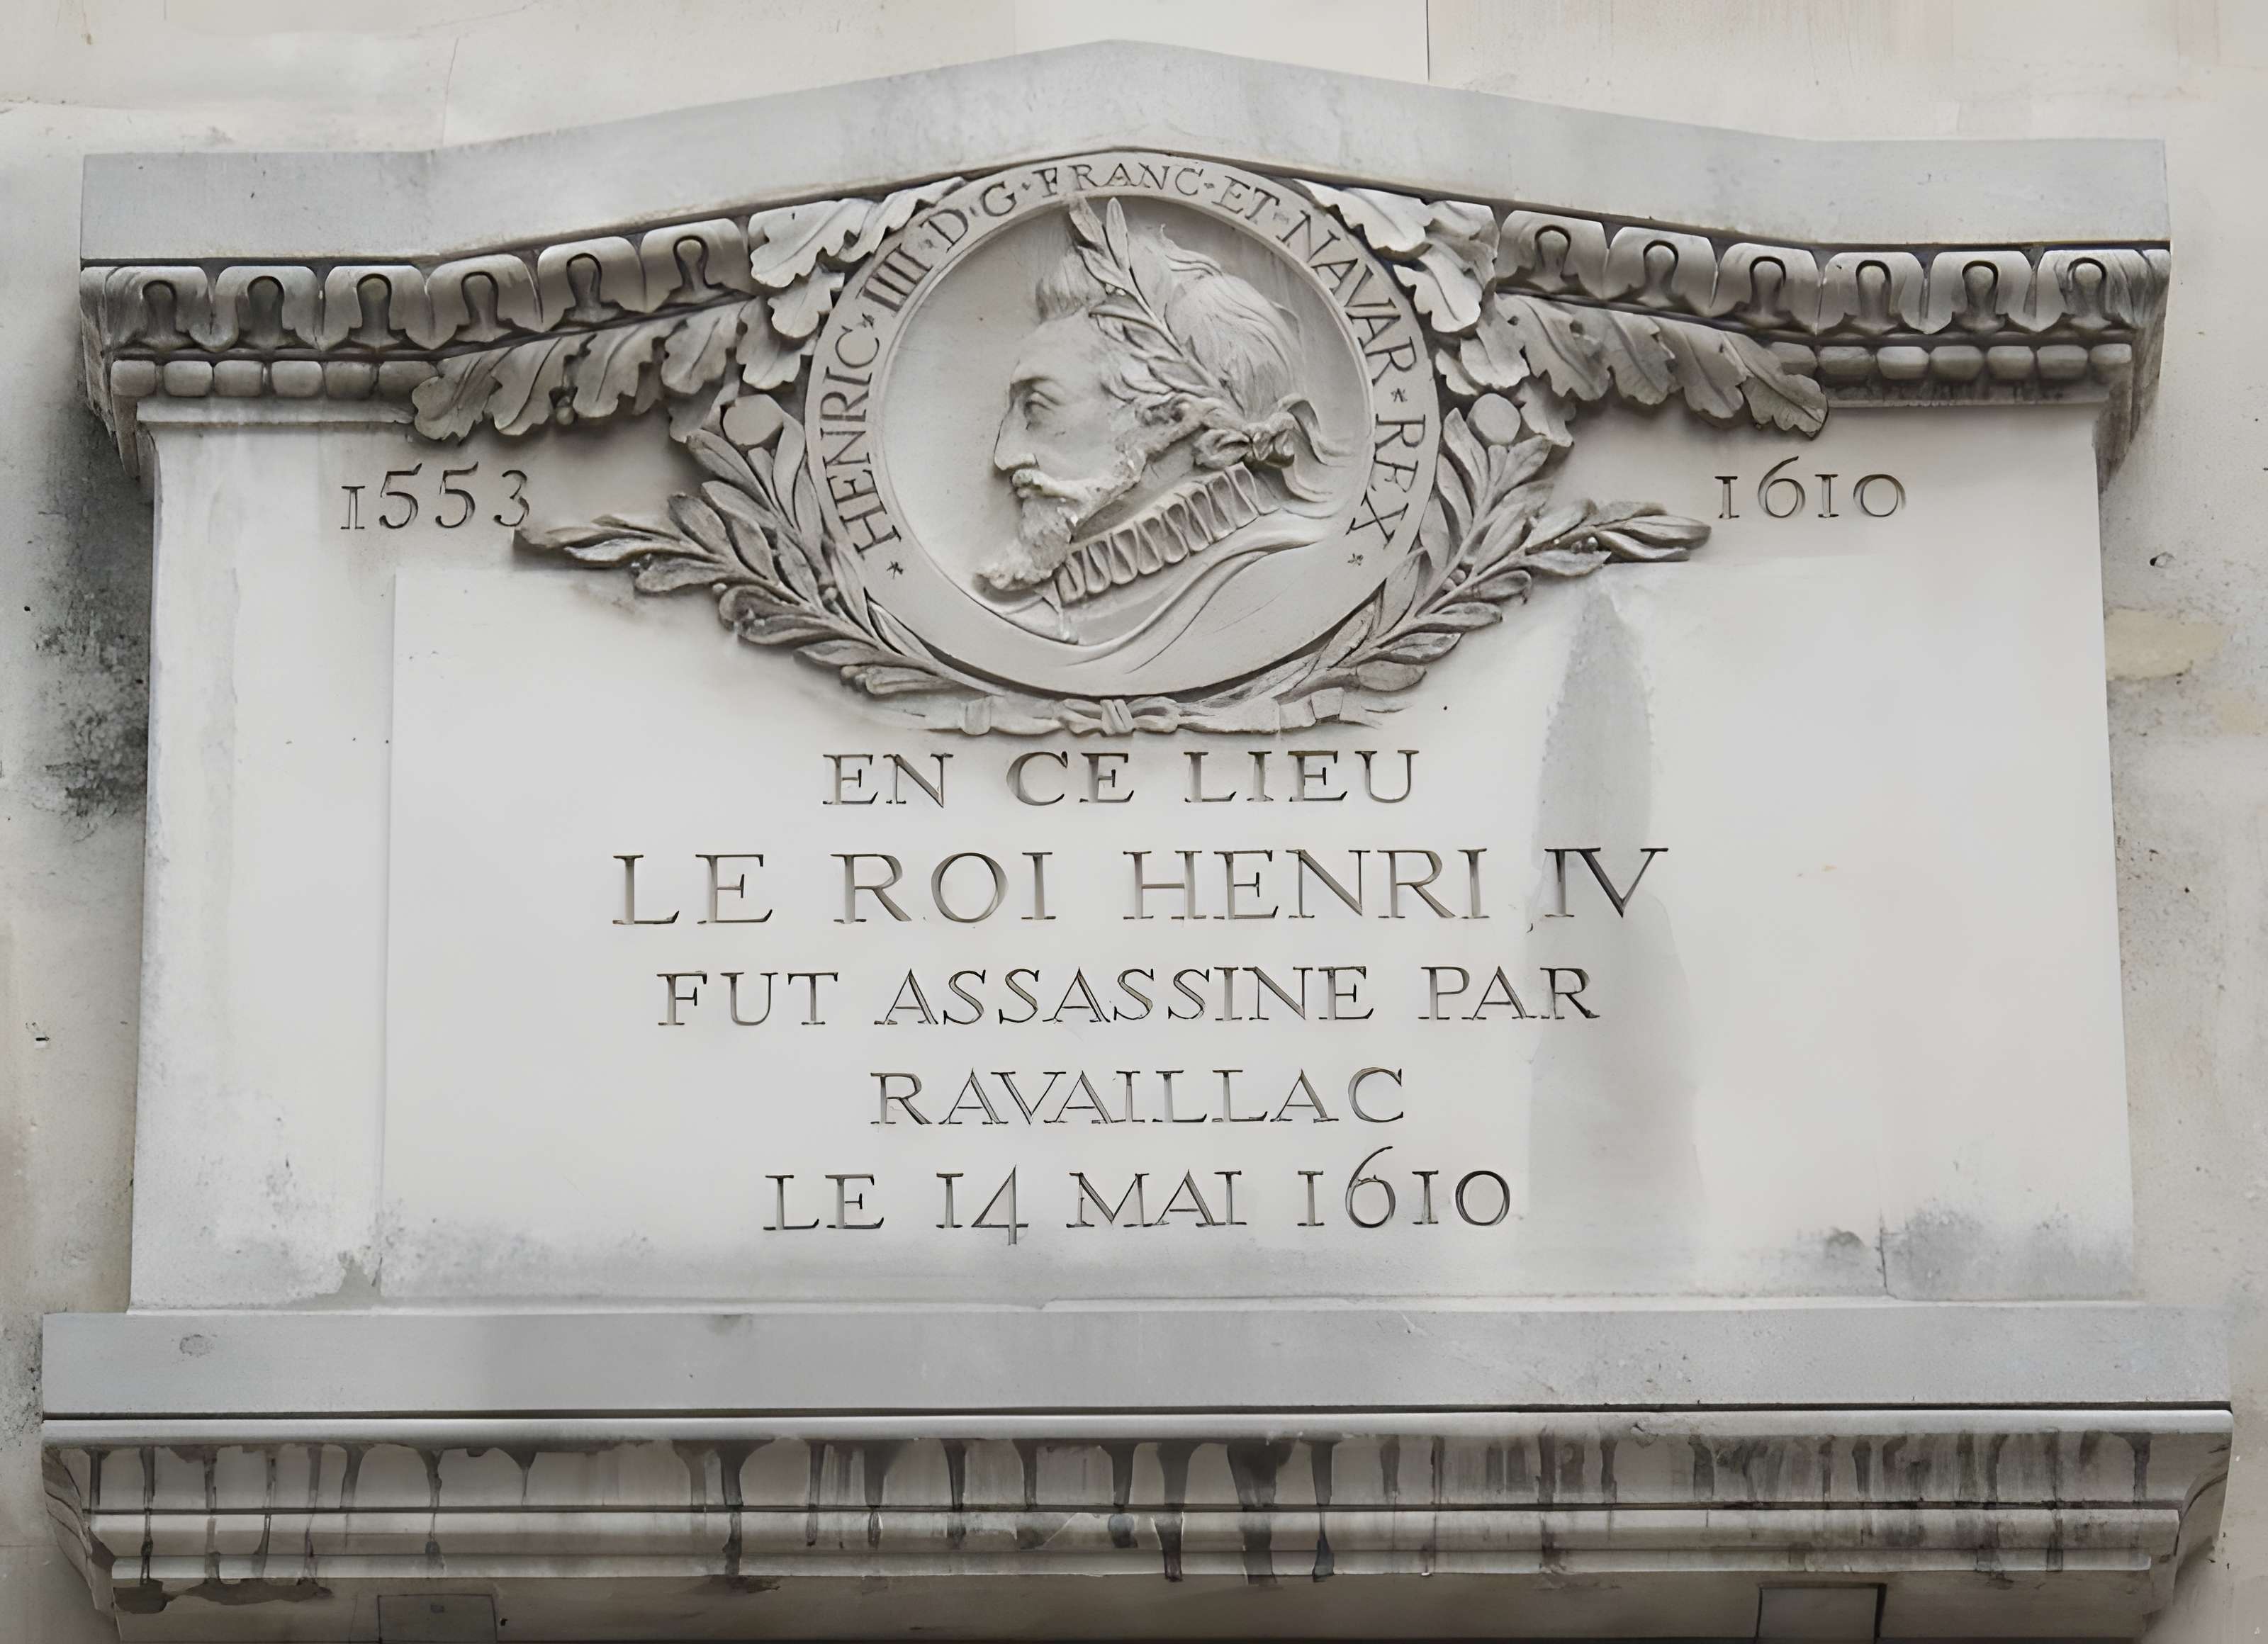 HENRIC · IIII · D · G · FRANC · ET · NAVAR * REX
1553
1610
EN CE LIEU
LE ROI HENRI IV
FUT ASSASSINE PAR
RAVAILLAC
LE 14 MAI 1610